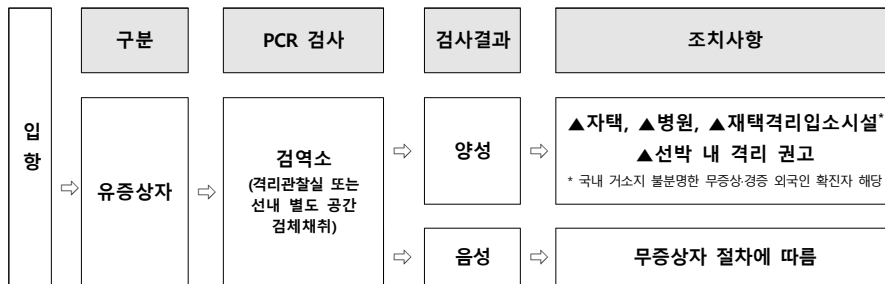 구분
PCR 검사
검사결과
조치사항
입
항
유증상자
검역소
(격리관찰실 또는
선내 별도 공간
검체채취)
양성
▲자택, ▲병원, ▲재택격리입소시설*
▲선박 내 격리 권고
* 국내 거소지 불분명한 무증상·경증 외국인 확진자 해당
음성
무증상자 절차에 따름